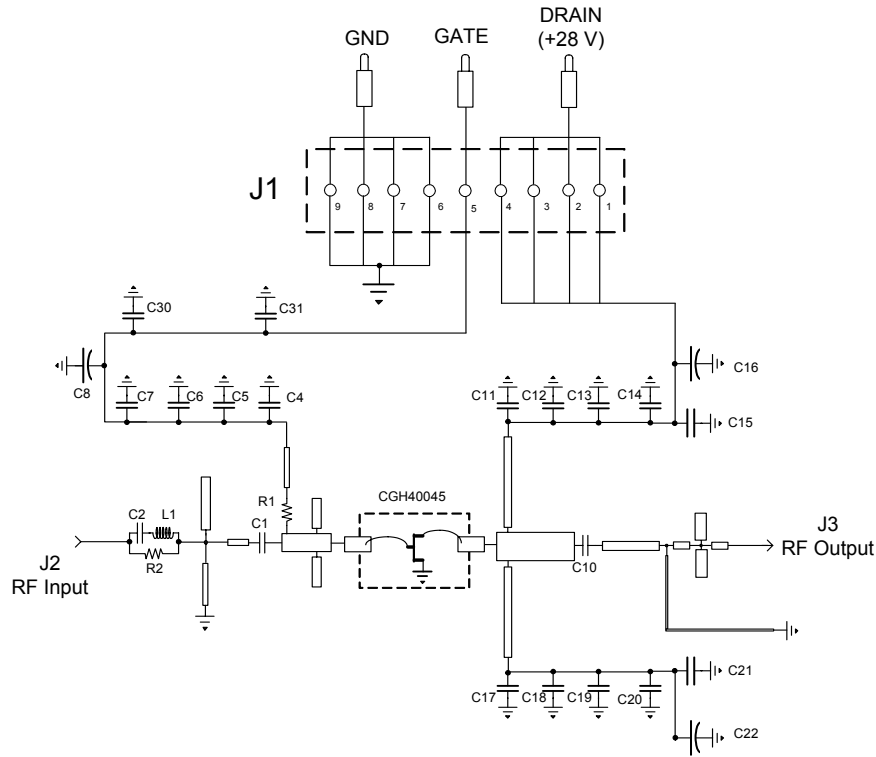 DRAIN
(+28 V)
GND
GATE
J1
9
8
7
6
5
4
3
2
1
C30
C31
C8
C16
C7
C6
C5
C4
C11
C12
C13
C14
C15
CGH40045
R1
C2
L1
C1
R2
J2
RF Input
C10
J3
RF Output
C17
C18
C19
C20
C21
C22